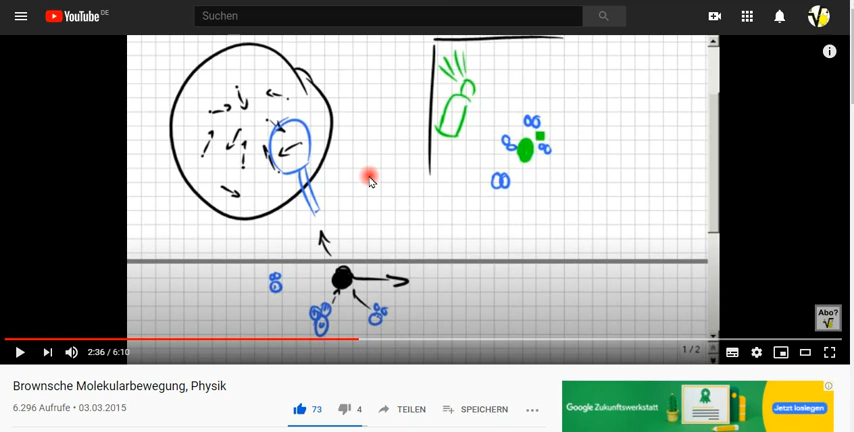 YouTube DE
Suchen
Abo?
1 / 2
2:36 / 6:10
Brownsche Molekularbewegung, Physik
6.296 Aufrufe • 03.03.2015
73
4
TEILEN
SPEICHERN
Google Zukunftswerkstatt
Jetzt loslegen